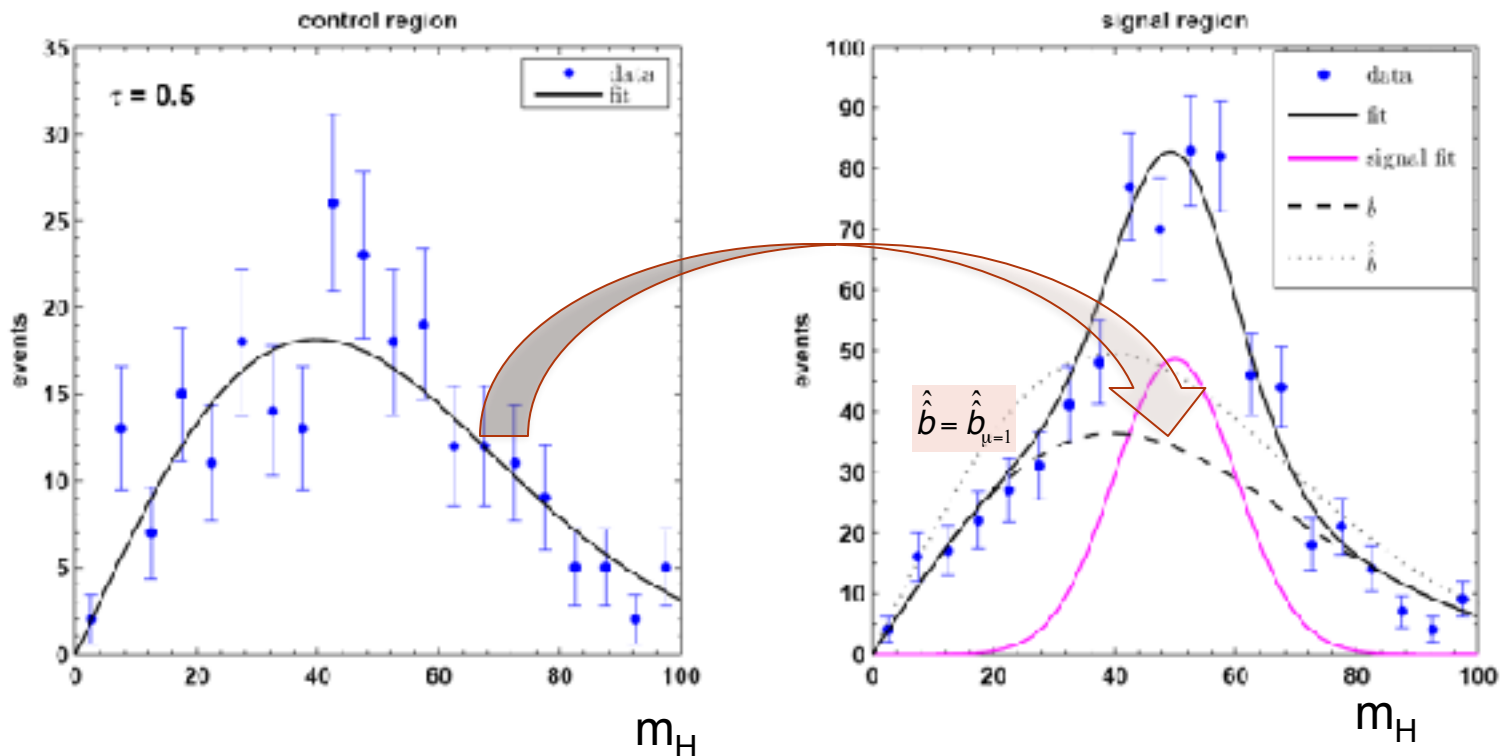 control region
35
30
25
20
15
10
5
0
events
τ = 0.5
data
fit
0 20 40 60 80 100
m_H
signal region
100
90
80
70
60
50
40
30
20
10
0
events
data
fit
signal fit
b
b̂
b̂̂ = b̂̂_μ=1
0 20 40 60 80 100
m_H